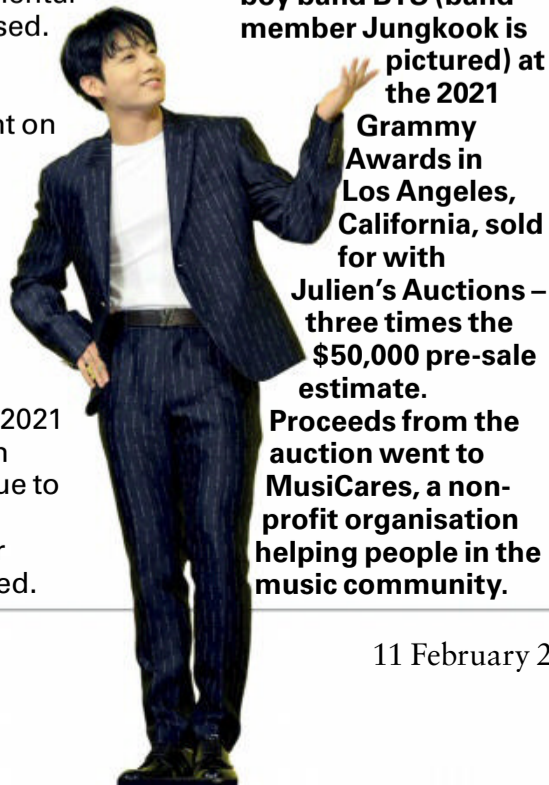 mental
sed.
nt on
2021
n
ue to
r
ed.
boy band BTS (band
member Jungkook is
pictured) at
the 2021
Grammy
Awards in
Los Angeles,
California, sold
for with
Julien’s Auctions –
three times the
$50,000 pre-sale
estimate.
Proceeds from the
auction went to
MusiCares, a non-
profit organisation
helping people in the
music community.
11 February 2